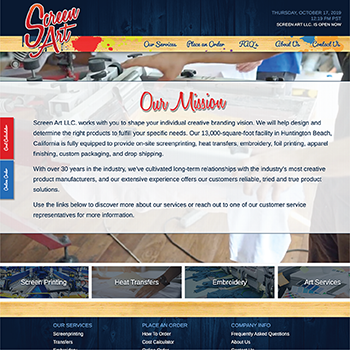 Screen Art
THURSDAY, OCTOBER 17, 2019
12:19 PM PST
SCREEN ART LLC. IS OPEN NOW
Our Services Place an Order FAQ's About Us Contact Us
Our Mission
Screen Art LLC. works with you to shape your individual creative branding vision. We will help design and
determine the right products to fulfill your specific needs. Our 13,000-square-foot facility in Huntington Beach,
California is fully equipped to provide on-site screenprinting, heat transfers, embroidery, foil printing, apparel
finishing, custom packaging, and drop shipping.
With over 30 years in the industry, we've cultivated long-term relationships with the industry's most creative
product manufacturers, and our extensive experience offers our customers reliable, tried and true product
solutions.
Use the links below to discover more about our services or reach out to one of our customer service
representatives for more information.
Cost Calculator
Online Order
Screen Printing Heat Transfers Embroidery Art Services
OUR SERVICES PLACE AN ORDER COMPANY INFO
Screenprinting How To Order Frequently Asked Questions
Transfers Cost Calculator About Us